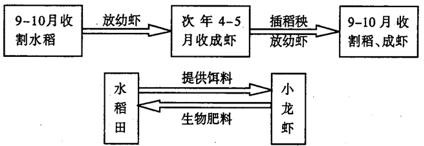 9-10月收
割水稻
放幼虾
次年4-5
月收成虾
插稻秧
放幼虾
9-10月收
割稻、成虾
水
稻
田
提供饵料
生物肥料
小
龙
虾